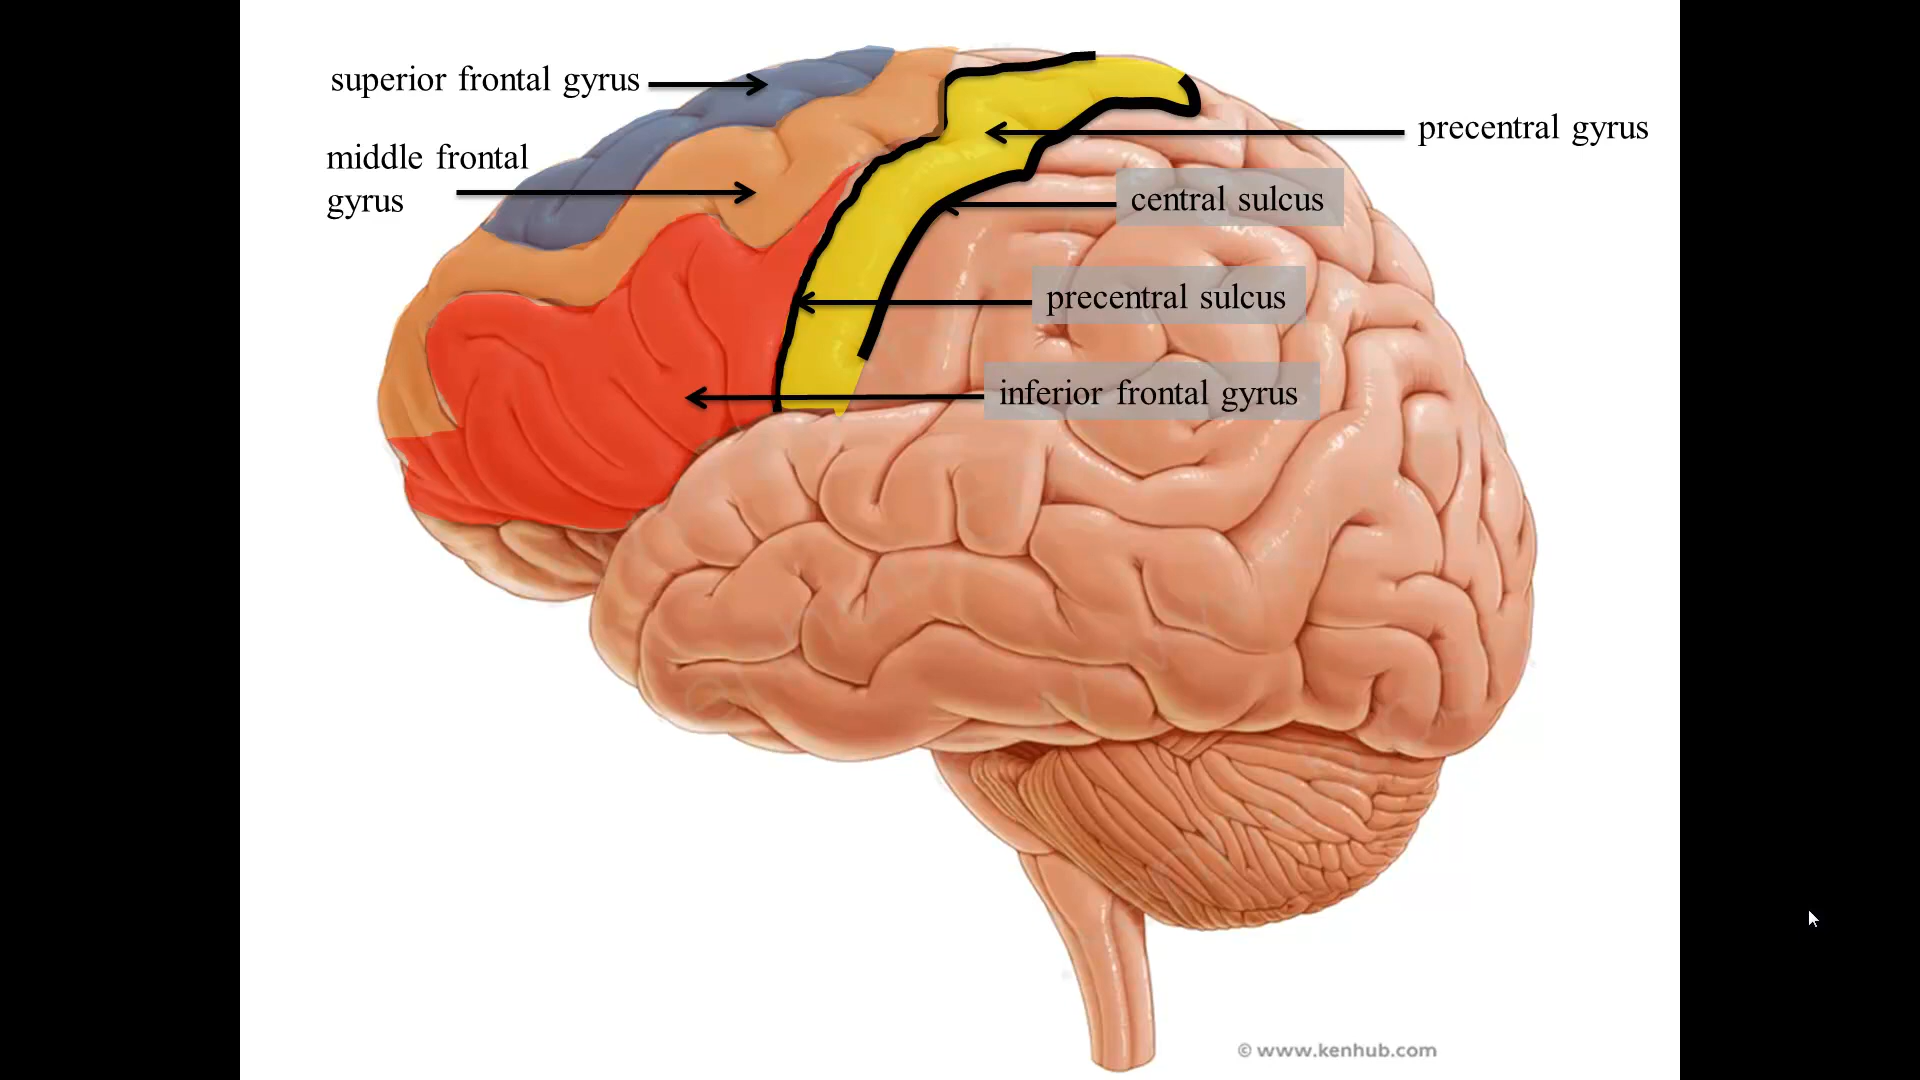 superior frontal gyrus
middle frontal
gyrus
precentral gyrus
central sulcus
precentral sulcus
inferior frontal gyrus
© www.kenhub.com